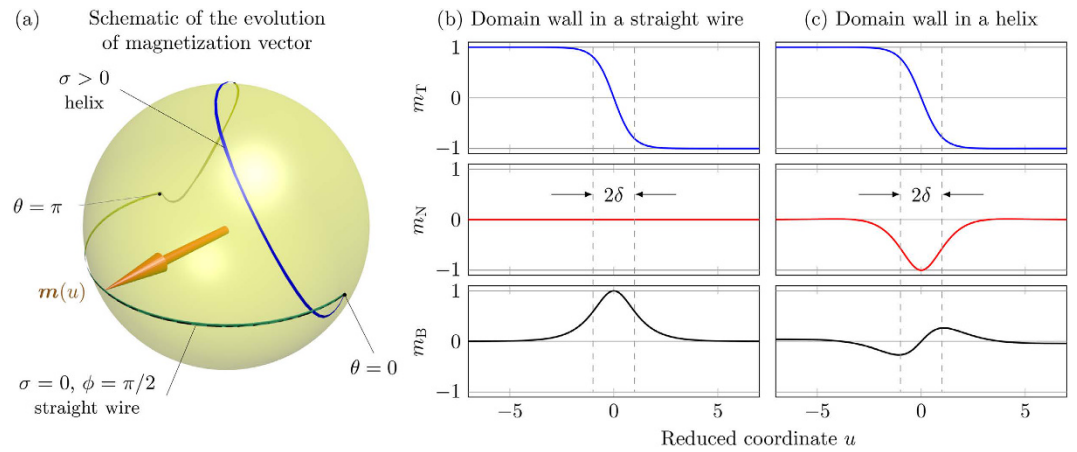 (a) Schematic of the evolution
of magnetization vector
σ > 0
helix
θ = π
m(u)
θ = 0
σ = 0, ϕ = π/2
straight wire
(b) Domain wall in a straight wire
(c) Domain wall in a helix
1
m_T
0
−1
1
m_N
0
−1
2δ
2δ
1
m_B
0
−1
−5 0 5
−5 0 5
Reduced coordinate u